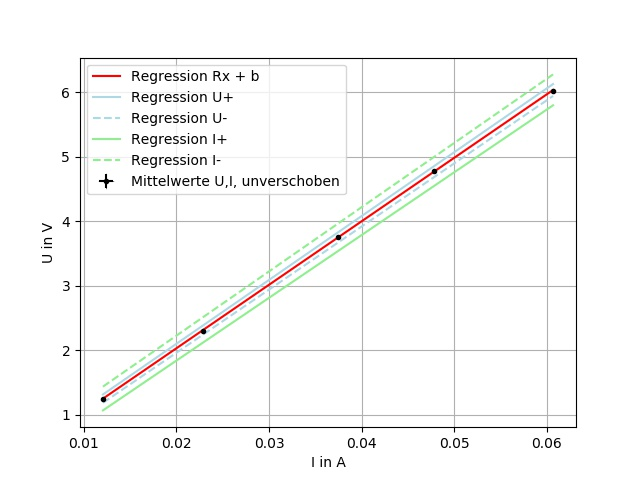 Regression Rx + b
Regression U+
Regression U-
Regression I+
Regression I-
Mittelwerte U,I, unverschoben
6
5
4
3
2
1
U in V
0.01 0.02 0.03 0.04 0.05 0.06
I in A